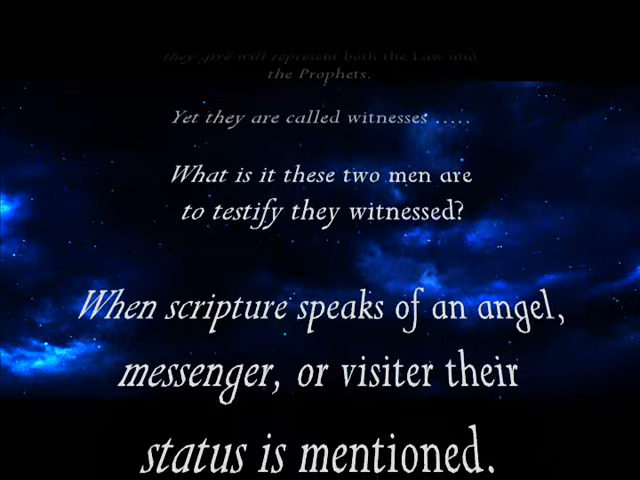 they give will represent both the Law and
the Prophets.
Yet they are called witnesses .....
What is it these two men are
to testify they witnessed?
When scripture speaks of an angel,
messenger, or visiter their
status is mentioned.